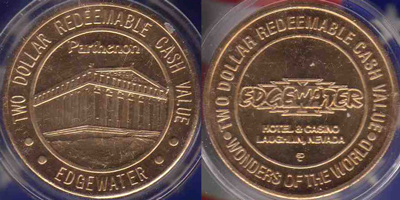 TWO DOLLAR REDEEMABLE CASH VALUE
Parthenon
• EDGEWATER •
TWO DOLLAR REDEEMABLE CASH VALUE
EDGEWATER
HOTEL & CASINO
LAUGHLIN, NEVADA
• WONDERS OF THE WORLD •